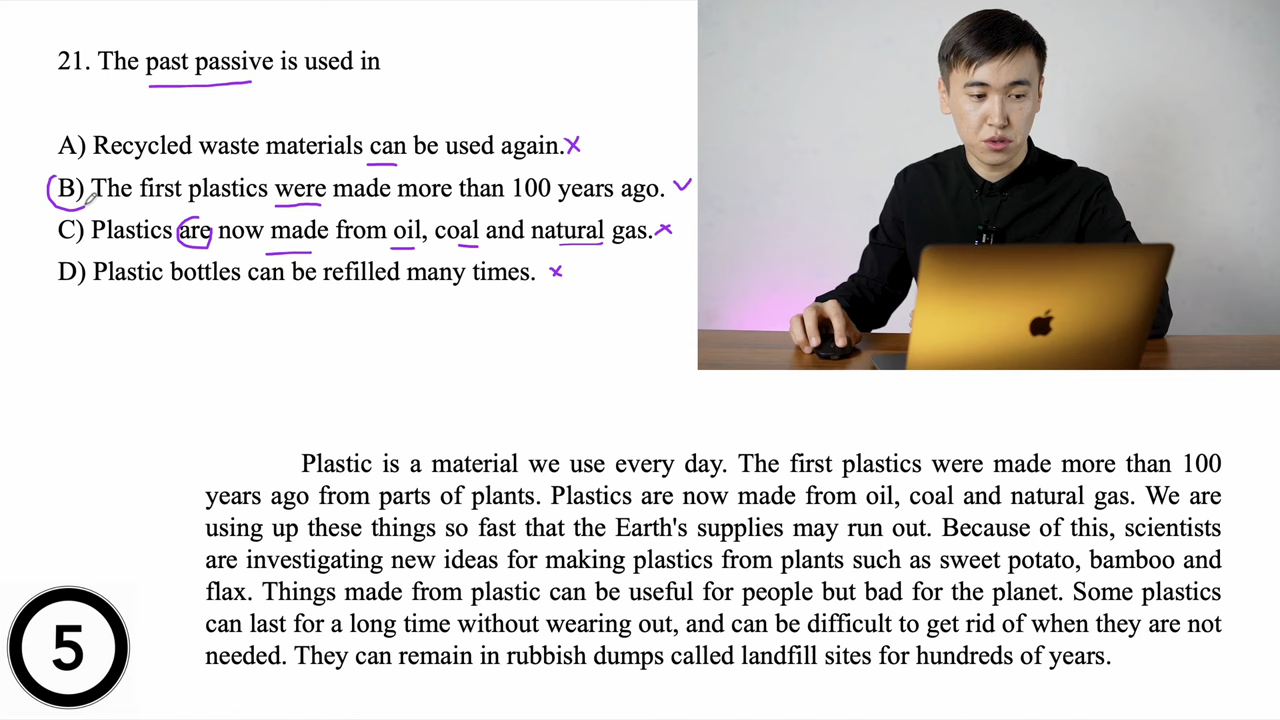 21. The past passive is used in
A) Recycled waste materials can be used again.
B) The first plastics were made more than 100 years ago.
C) Plastics are now made from oil, coal and natural gas.
D) Plastic bottles can be refilled many times.
Plastic is a material we use every day. The first plastics were made more than 100
years ago from parts of plants. Plastics are now made from oil, coal and natural gas. We are
using up these things so fast that the Earth's supplies may run out. Because of this, scientists
are investigating new ideas for making plastics from plants such as sweet potato, bamboo and
flax. Things made from plastic can be useful for people but bad for the planet. Some plastics
can last for a long time without wearing out, and can be difficult to get rid of when they are not
needed. They can remain in rubbish dumps called landfill sites for hundreds of years.
5